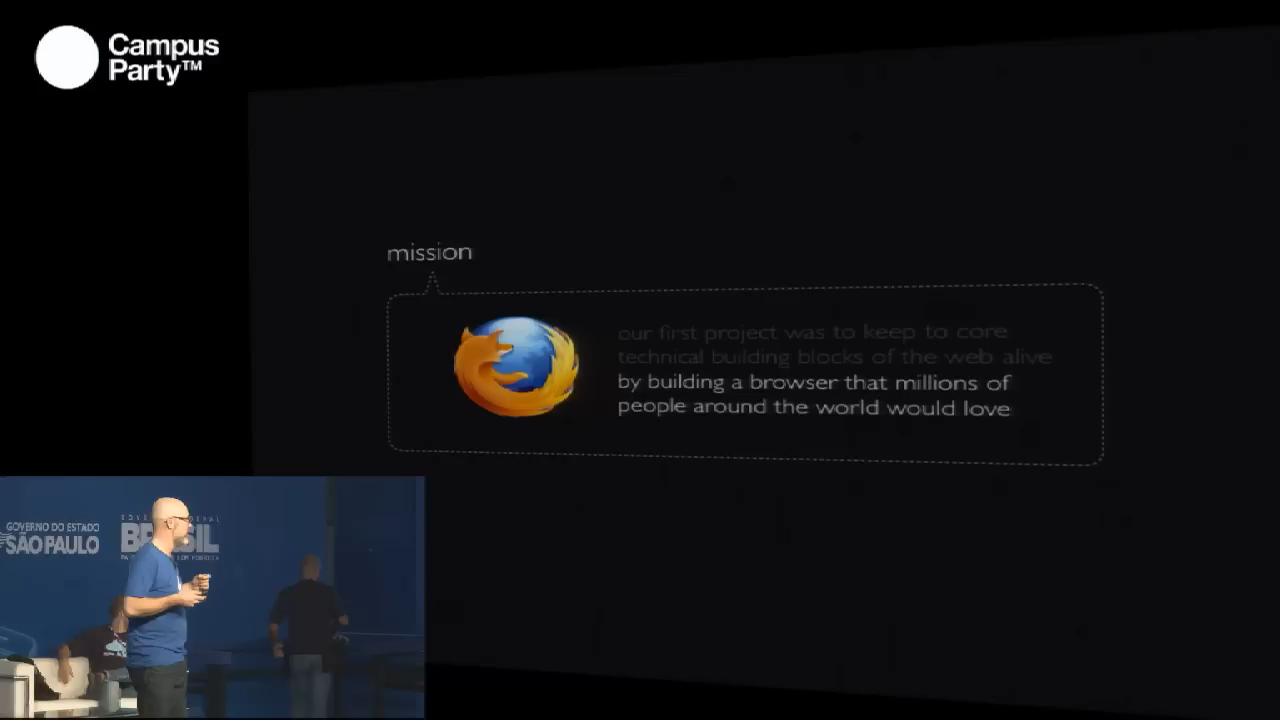 Campus
Party™
mission
our first project was to keep to core
technical building blocks of the web alive
by building a browser that millions of
people around the world would love
GOVERNO DO ESTADO
SÃO PAULO
BRASIL